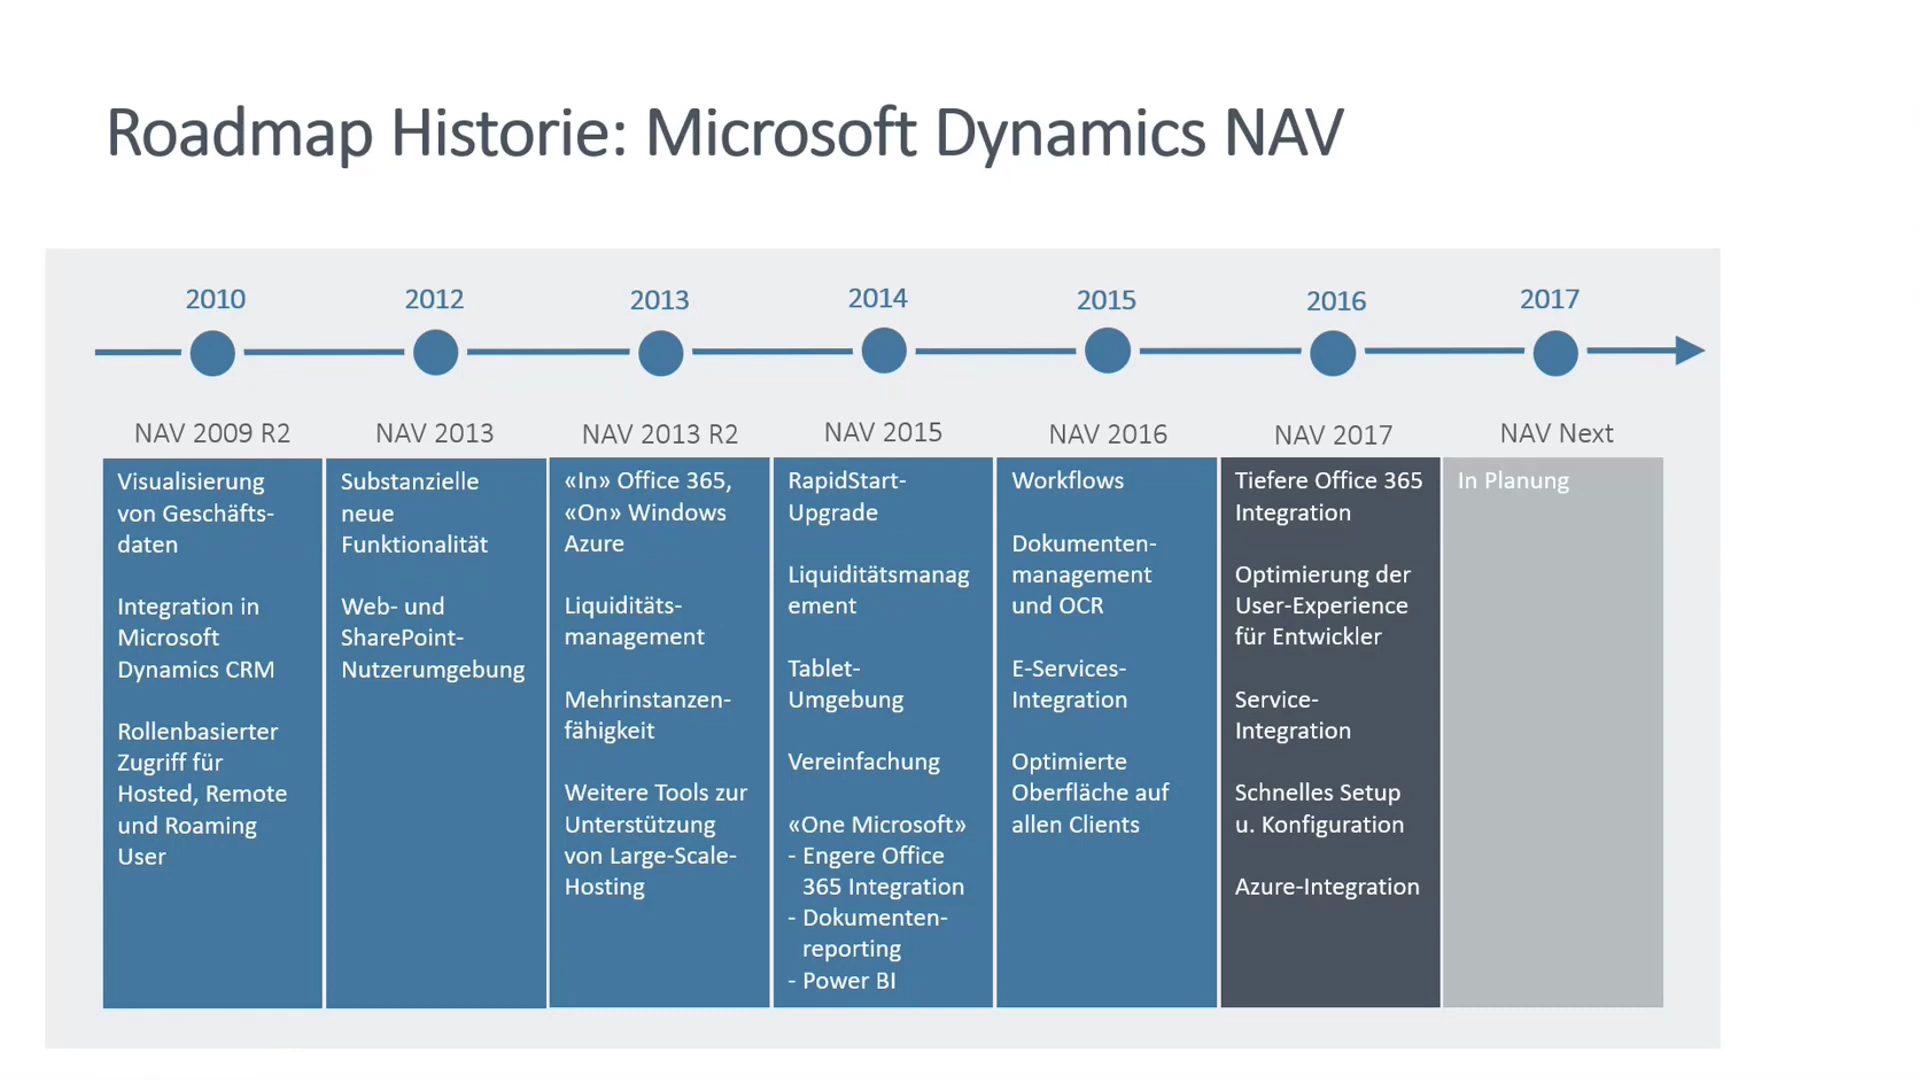 Roadmap Historie: Microsoft Dynamics NAV
2010
2012
2013
2014
2015
2016
2017
NAV 2009 R2
NAV 2013
NAV 2013 R2
NAV 2015
NAV 2016
NAV 2017
NAV Next
Visualisierung
von Geschäfts-
daten
Integration in
Microsoft
Dynamics CRM
Rollenbasierter
Zugriff für
Hosted, Remote
und Roaming
User
Substanzielle
neue
Funktionalität
Web- und
SharePoint-
Nutzerumgebung
«In» Office 365,
«On» Windows
Azure
Liquiditäts-
management
Mehrinstanzen-
fähigkeit
Weitere Tools zur
Unterstützung
von Large-Scale-
Hosting
RapidStart-
Upgrade
Liquiditätsmanag
ement
Tablet-
Umgebung
Vereinfachung
«One Microsoft»
- Engere Office
365 Integration
- Dokumenten-
reporting
- Power BI
Workflows
Dokumenten-
management
und OCR
E-Services-
Integration
Optimierte
Oberfläche auf
allen Clients
Tiefere Office 365
Integration
Optimierung der
User-Experience
für Entwickler
Service-
Integration
Schnelles Setup
u. Konfiguration
Azure-Integration
In Planung